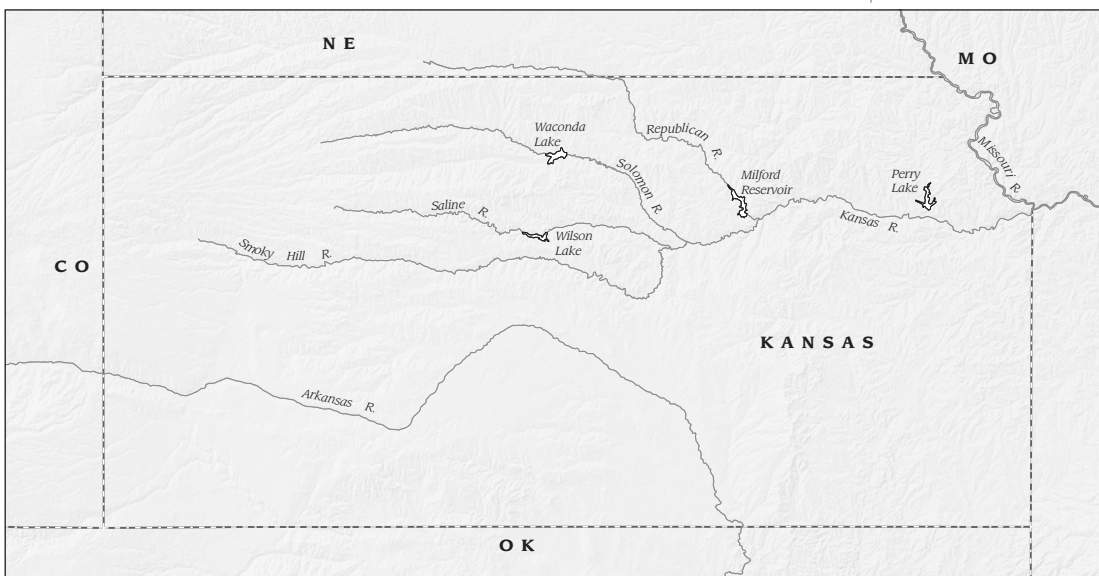 NE
MO
Waconda
Lake
Republican R.
Missouri R.
Solomon R.
Milford
Reservoir
Perry
Lake
Saline R.
Kansas R.
Wilson
Lake
Smoky Hill R.
CO
KANSAS
Arkansas R.
OK